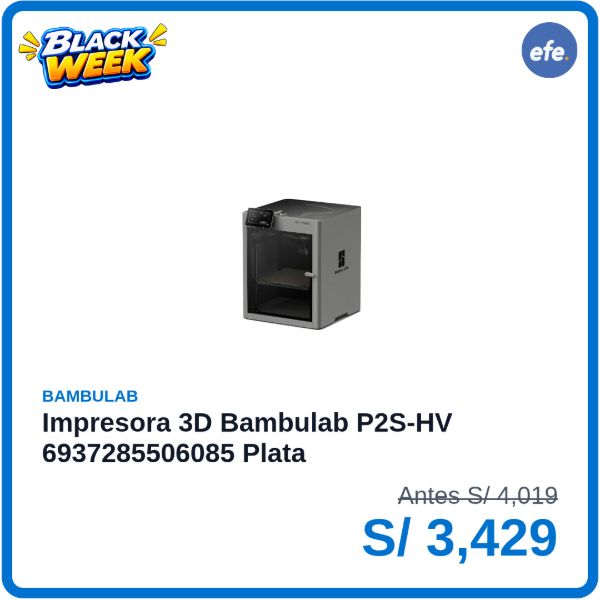 BLACK
WEEK
efe.
BAMBULAB
Impresora 3D Bambulab P2S-HV
6937285506085 Plata
Antes S/ 4,019
S/ 3,429